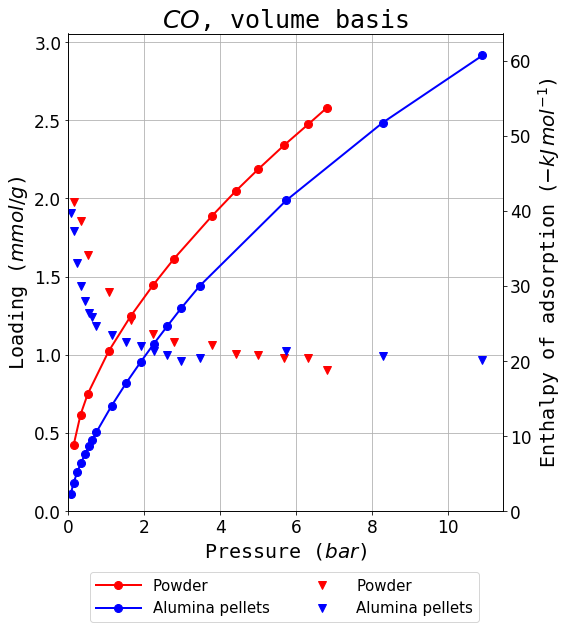 CO, volume basis
3.0
2.5
2.0
1.5
1.0
0.5
0.0
Loading (mmol/g)
60
50
40
30
20
10
0
Enthalpy of adsorption (−kJ mol⁻¹)
0 2 4 6 8 10
Pressure (bar)
Powder Powder
Alumina pellets Alumina pellets